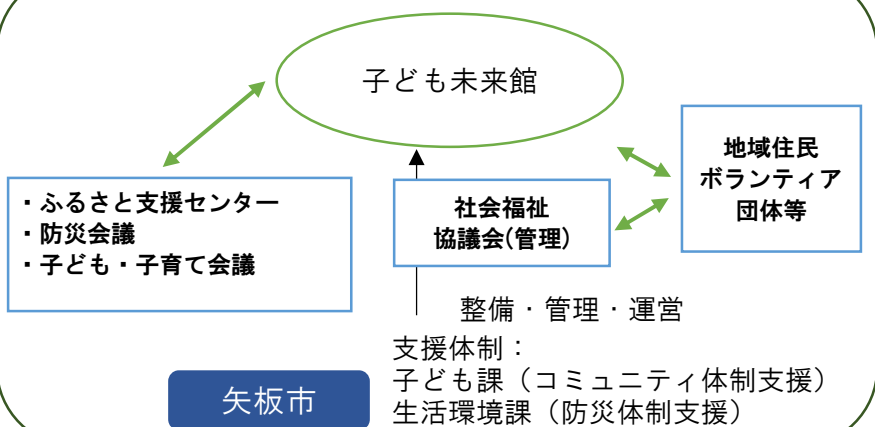 子ども未来館
・ふるさと支援センター
・防災会議
・子ども・子育て会議
社会福祉
協議会(管理)
地域住民
ボランティア
団体等
整備・管理・運営
支援体制：
子ども課（コミュニティ体制支援）
生活環境課（防災体制支援）
矢板市